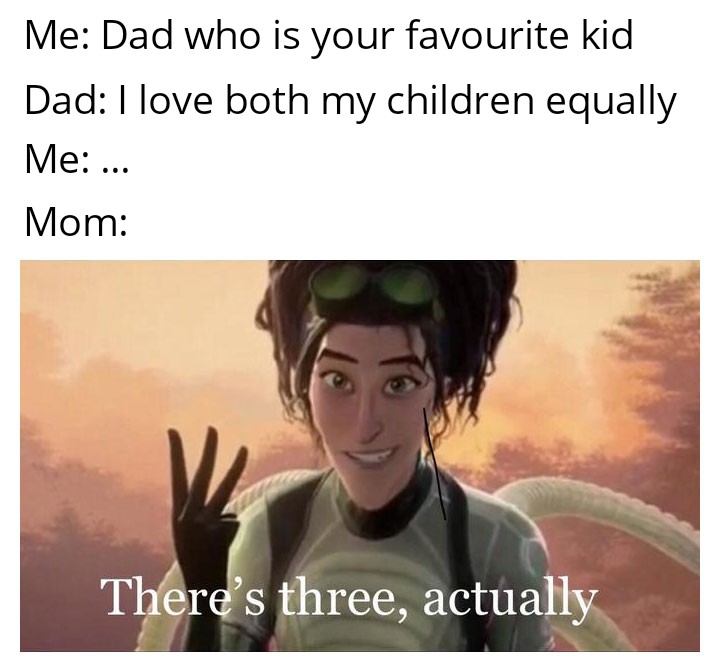 Me: Dad who is your favourite kid
Dad: I love both my children equally
Me: ...
Mom:
There's three, actually